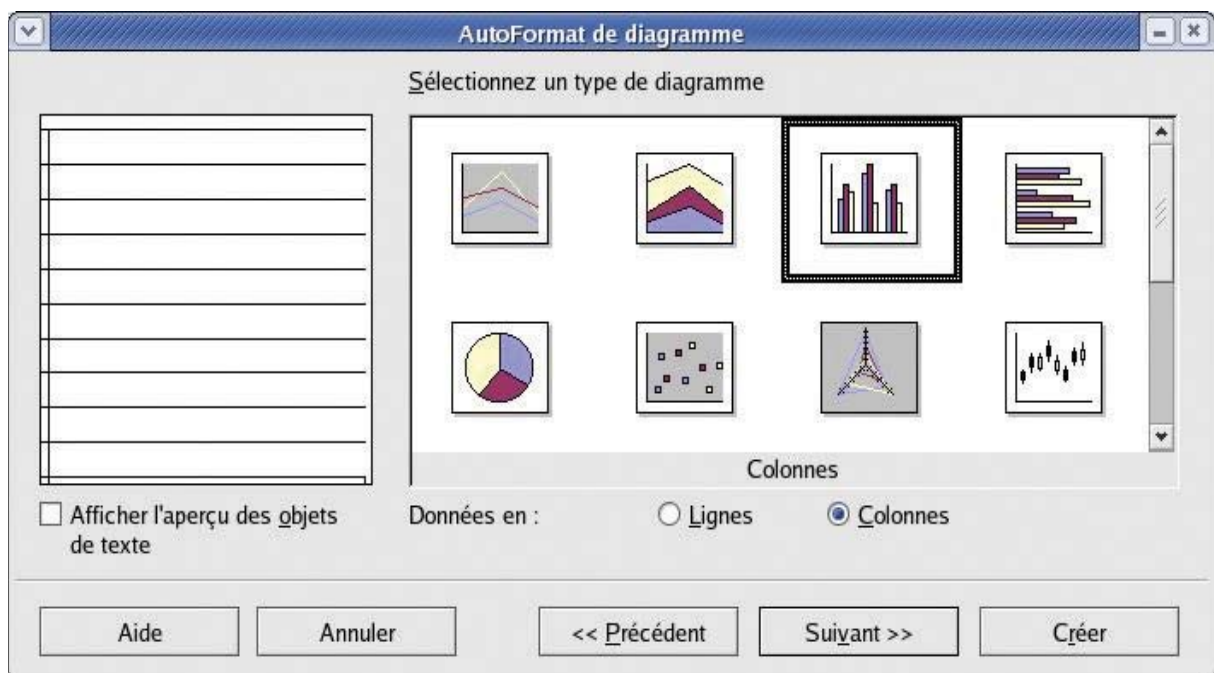 AutoFormat de diagramme
Sélectionnez un type de diagramme
Colonnes
Afficher l'aperçu des objets
de texte
Données en :
Lignes
Colonnes
Aide
Annuler
<< Précédent
Suivant >>
Créer